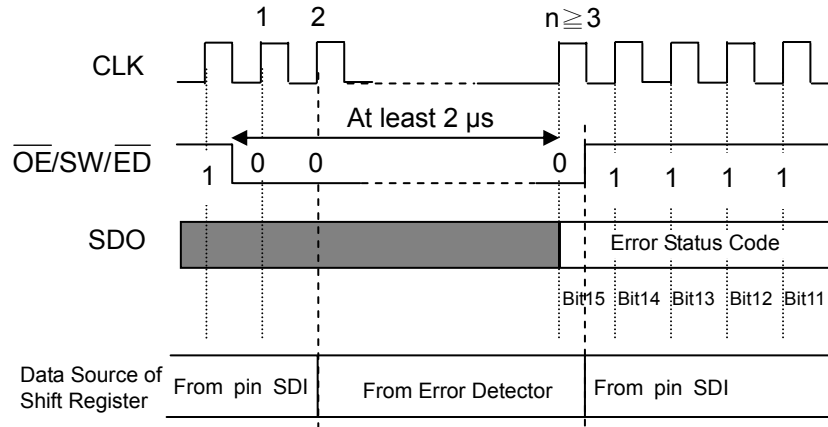 1 2 n≧3
CLK
At least 2 µs
OE/SW/ED
1 0 0 0 1 1 1 1
SDO
Error Status Code
Bit15 Bit14 Bit13 Bit12 Bit11
Data Source of
Shift Register
From pin SDI From Error Detector From pin SDI